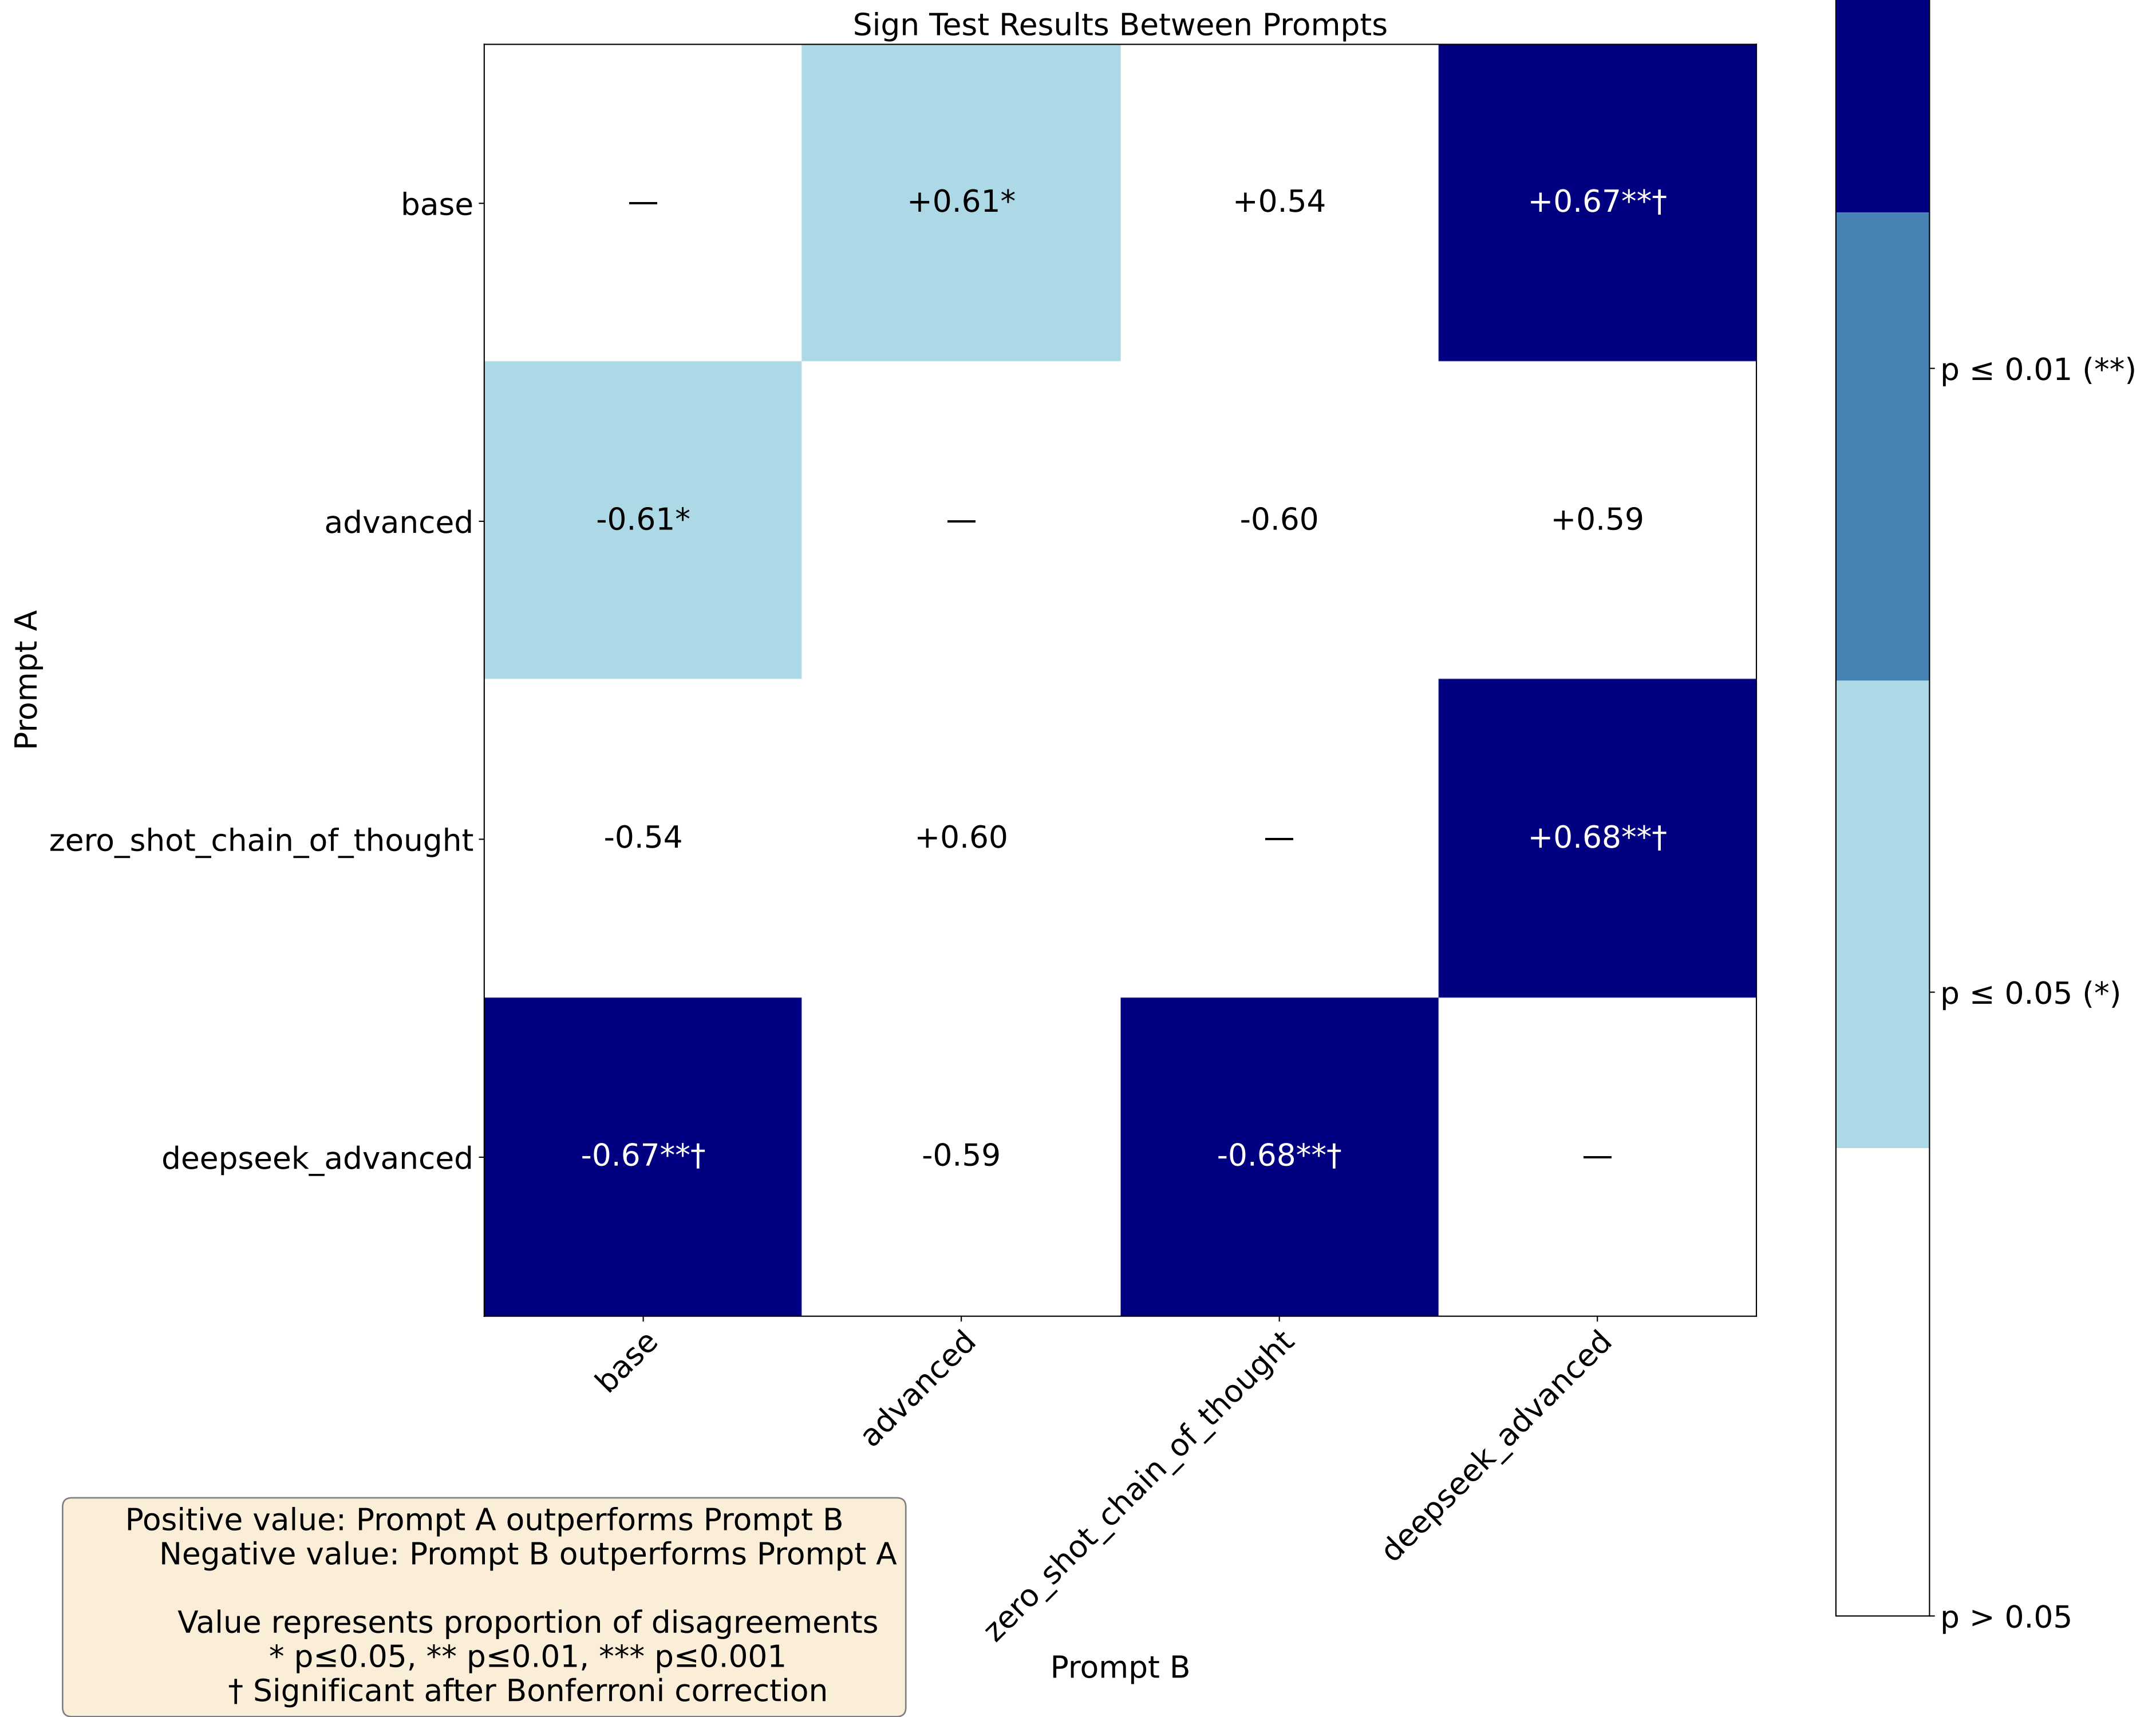 Sign Test Results Between Prompts
Prompt A
base
—
+0.61*
+0.54
+0.67**†
advanced
-0.61*
—
-0.60
+0.59
zero_shot_chain_of_thought
-0.54
+0.60
—
+0.68**†
deepseek_advanced
-0.67**†
-0.59
-0.68**†
—
base
advanced
zero_shot_chain_of_thought
deepseek_advanced
Prompt B
p ≤ 0.01 (**)
p ≤ 0.05 (*)
p > 0.05
Positive value: Prompt A outperforms Prompt B
Negative value: Prompt B outperforms Prompt A
Value represents proportion of disagreements
* p≤0.05, ** p≤0.01, *** p≤0.001
† Significant after Bonferroni correction